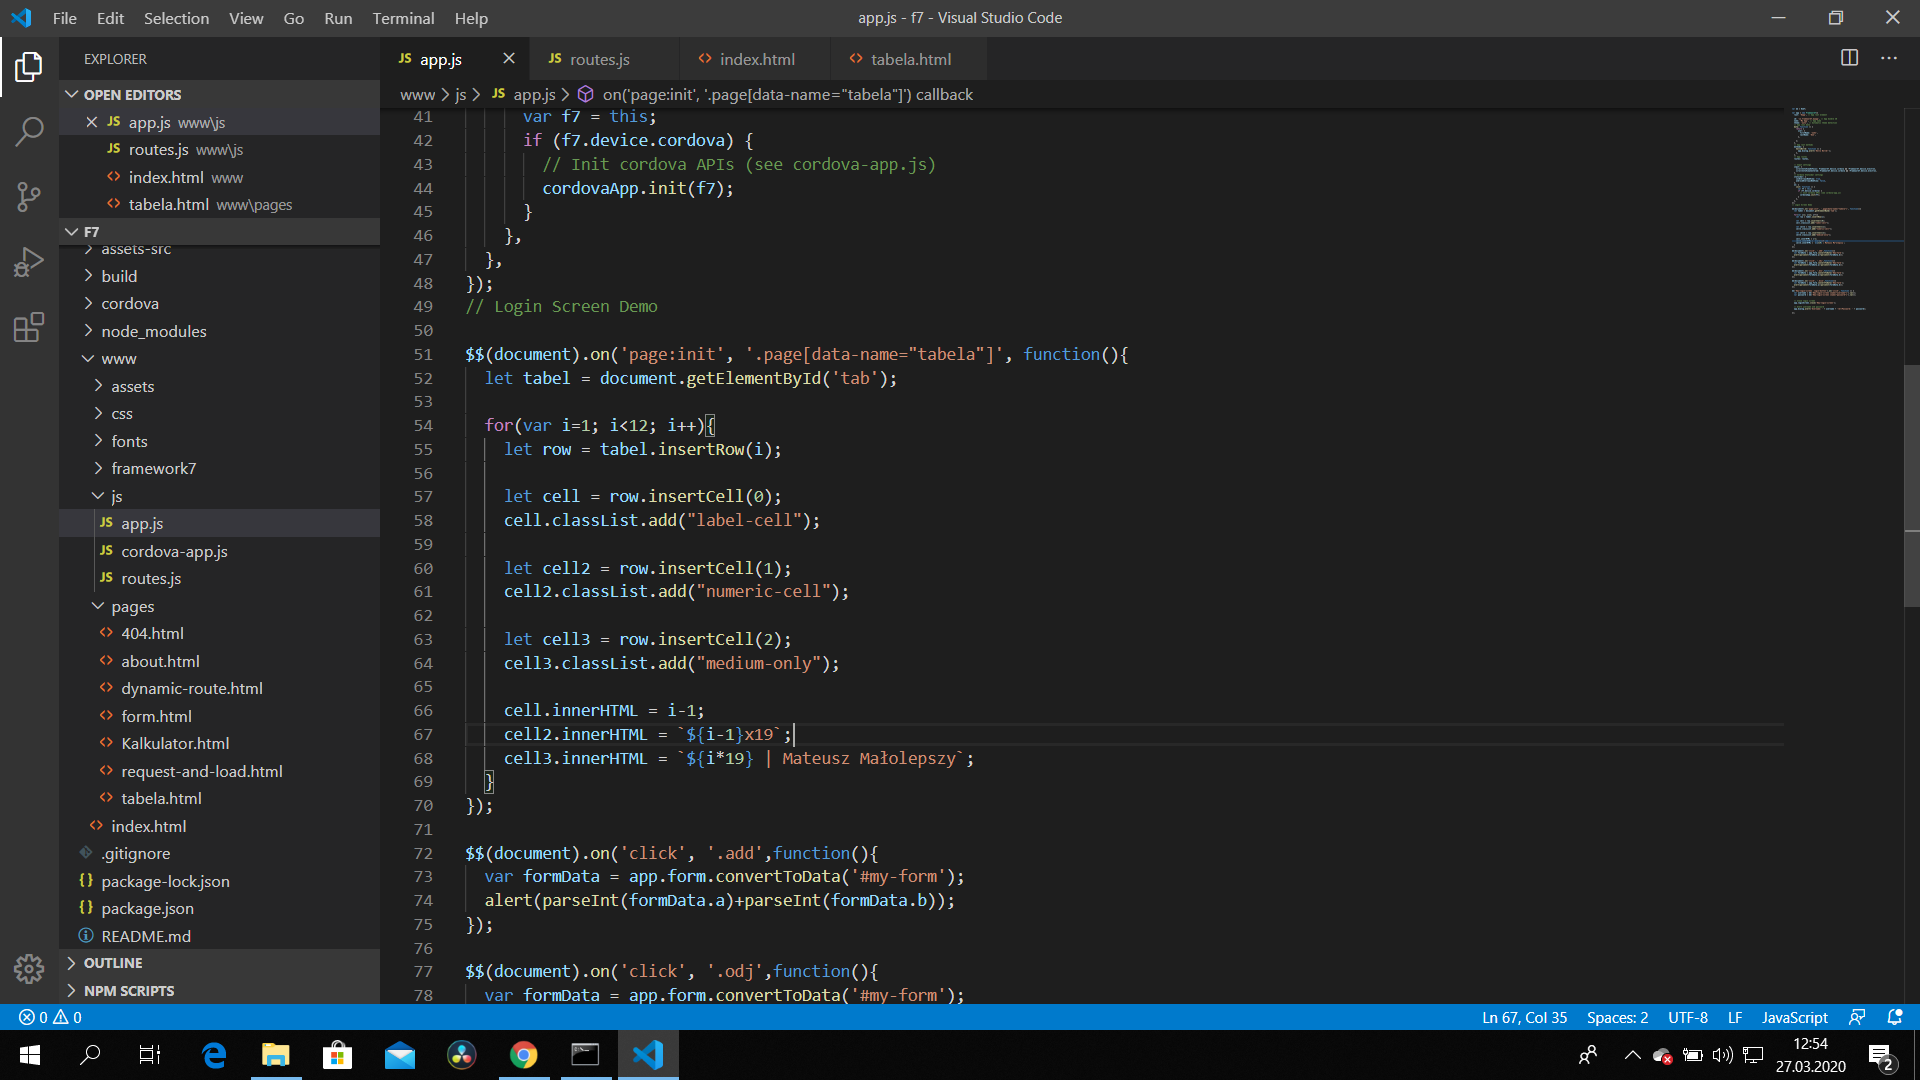 File Edit Selection View Go Run Terminal Help
app.js - f7 - Visual Studio Code
EXPLORER
OPEN EDITORS
JS app.js www\js
JS routes.js www\js
index.html www
tabela.html www\pages
F7
assets-src
build
cordova
node_modules
www
assets
css
fonts
framework7
js
JS app.js
JS cordova-app.js
JS routes.js
pages
404.html
about.html
dynamic-route.html
form.html
Kalkulator.html
request-and-load.html
tabela.html
index.html
.gitignore
{} package-lock.json
{} package.json
README.md
OUTLINE
NPM SCRIPTS
JS app.js
JS routes.js
index.html
tabela.html
www > js > JS app.js > on('page:init', '.page[data-name="tabela"]') callback
41 var f7 = this;
42 if (f7.device.cordova) {
43 // Init cordova APIs (see cordova-app.js)
44 cordovaApp.init(f7);
45 }
46 },
47 },
48 });
49 // Login Screen Demo
50
51 $$(document).on('page:init', '.page[data-name="tabela"]', function(){
52 let tabel = document.getElementById('tab');
53
54 for(var i=1; i<12; i++){
55 let row = tabel.insertRow(i);
56
57 let cell = row.insertCell(0);
58 cell.classList.add("label-cell");
59
60 let cell2 = row.insertCell(1);
61 cell2.classList.add("numeric-cell");
62
63 let cell3 = row.insertCell(2);
64 cell3.classList.add("medium-only");
65
66 cell.innerHTML = i-1;
67 cell2.innerHTML = `${i-1}x19`;
68 cell3.innerHTML = `${i*19} | Mateusz Małolepszy`;
69 }
70 });
71
72 $$(document).on('click', '.add',function(){
73 var formData = app.form.convertToData('#my-form');
74 alert(parseInt(formData.a)+parseInt(formData.b));
75 });
76
77 $$(document).on('click', '.odj',function(){
78 var formData = app.form.convertToData('#my-form');
0 0
Ln 67, Col 35 Spaces: 2 UTF-8 LF JavaScript
12:54
27.03.2020
2